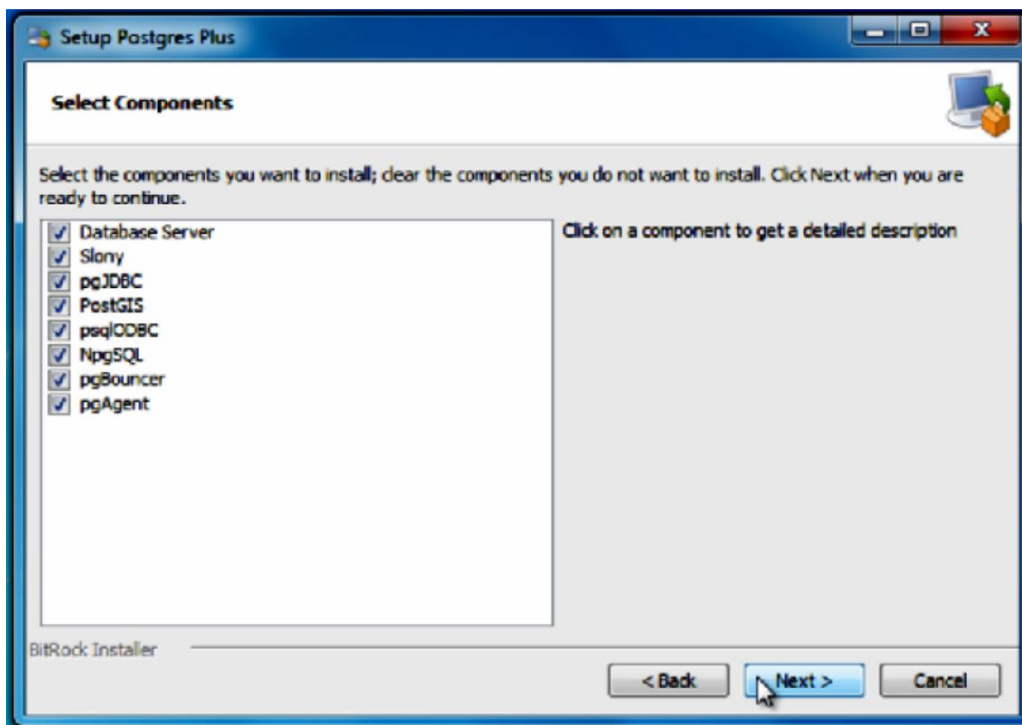 Setup Postgres Plus
Select Components
Select the components you want to install; clear the components you do not want to install. Click Next when you are
ready to continue.
Database Server
Slony
pgJDBC
PostGIS
psqlODBC
NpgSQL
pgBouncer
pgAgent
Click on a component to get a detailed description
BitRock Installer
< Back
Next >
Cancel